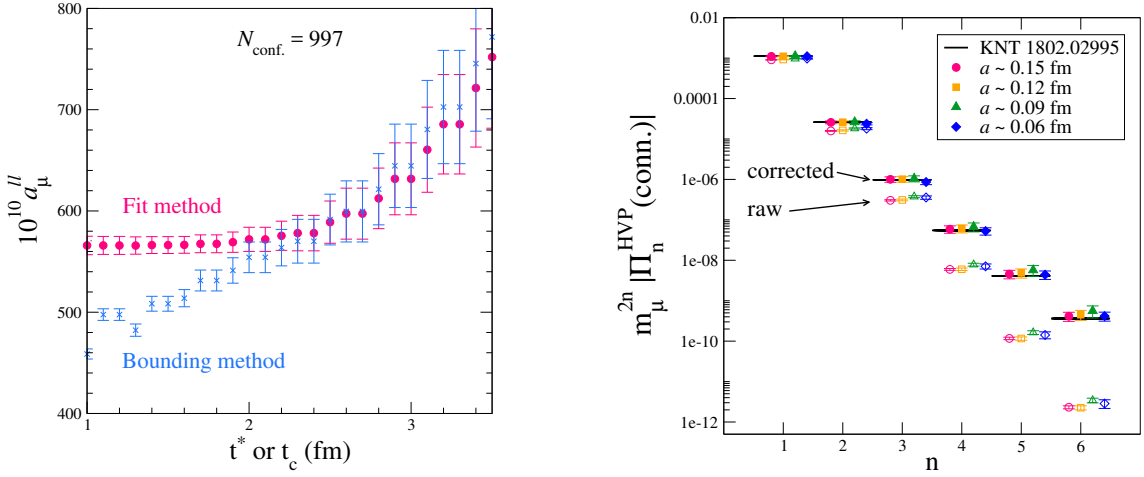 800
N_conf. = 997
700
10^10 a_μ^ll
Fit method
600
500
Bounding method
400
1
2
3
t* or t_c (fm)
0.01
KNT 1802.02995
a ~ 0.15 fm
a ~ 0.12 fm
0.0001
a ~ 0.09 fm
a ~ 0.06 fm
m_μ^2n |Π_n^HVP(conn.)|
corrected
1e-06
raw
1e-08
1e-10
1e-12
1
2
3
4
5
6
n